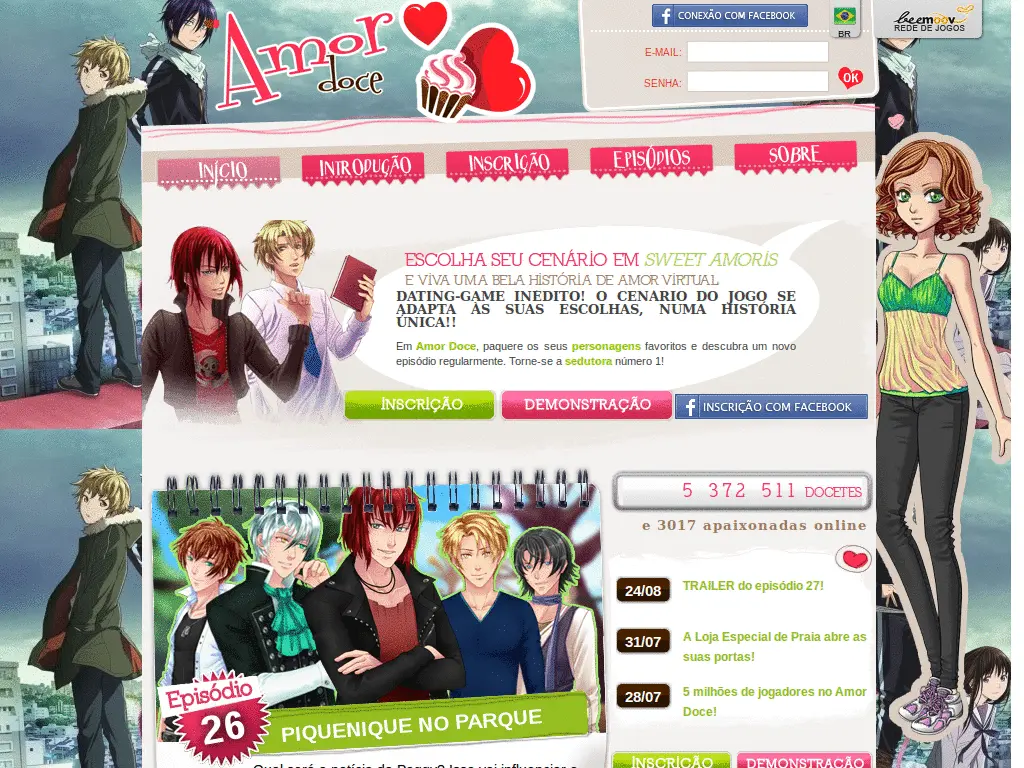 Amor
doce
CONEXÃO COM FACEBOOK
BR
beemoov
REDE DE JOGOS
E-MAIL:
SENHA:
OK
INÍCIO
INTRODUÇÃO
INSCRIÇÃO
EPISÓDIOS
SOBRE
ESCOLHA SEU CENÁRIO EM SWEET AMORIS
E VIVA UMA BELA HISTÓRIA DE AMOR VIRTUAL
DATING-GAME INEDITO! O CENARIO DO JOGO SE
ADAPTA ÀS SUAS ESCOLHAS, NUMA HISTÓRIA
ÚNICA!!
Em Amor Doce, paquere os seus personagens favoritos e descubra um novo
episódio regularmente. Torne-se a sedutora número 1!
INSCRIÇÃO
DEMONSTRAÇÃO
INSCRIÇÃO COM FACEBOOK
5 372 511 DOCETES
e 3017 apaixonadas online
24/08
TRAILER do episódio 27!
31/07
A Loja Especial de Praia abre as
suas portas!
28/07
5 milhões de jogadores no Amor
Doce!
Episódio
26
PIQUENIQUE NO PARQUE
INSCRIÇÃO
DEMONSTRAÇÃO